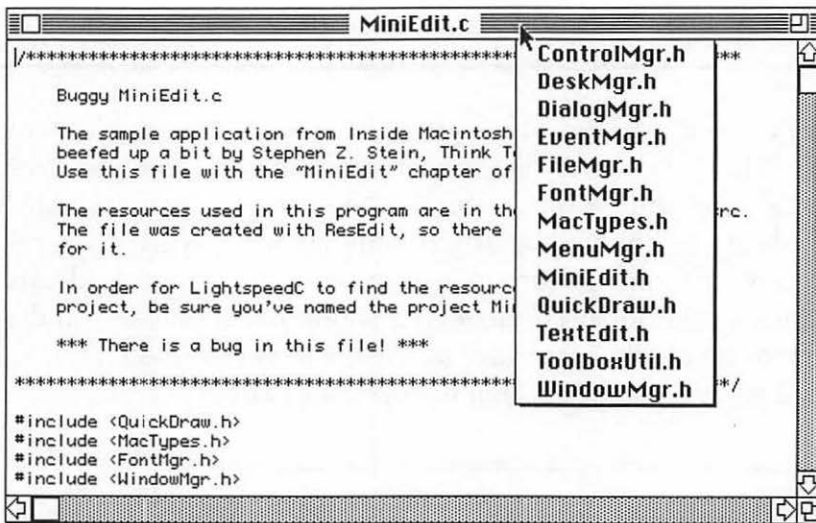 MiniEdit.c
/************************************************************ **
Buggy MiniEdit.c
The sample application from Inside Macintosh
beefed up a bit by Stephen Z. Stein, Think T
Use this file with the "MiniEdit" chapter of
The resources used in this program are in th rc.
The file was created with ResEdit, so there
for it.
In order for LightspeedC to find the resourc
project, be sure you've named the project Mi
*** There is a bug in this file! ***
************************************************************ */
#include <QuickDraw.h>
#include <MacTypes.h>
#include <FontMgr.h>
#include <WindowMgr.h>
ControlMgr.h
DeskMgr.h
DialogMgr.h
EventMgr.h
FileMgr.h
FontMgr.h
MacTypes.h
MenuMgr.h
MiniEdit.h
QuickDraw.h
TextEdit.h
ToolboxUtil.h
WindowMgr.h